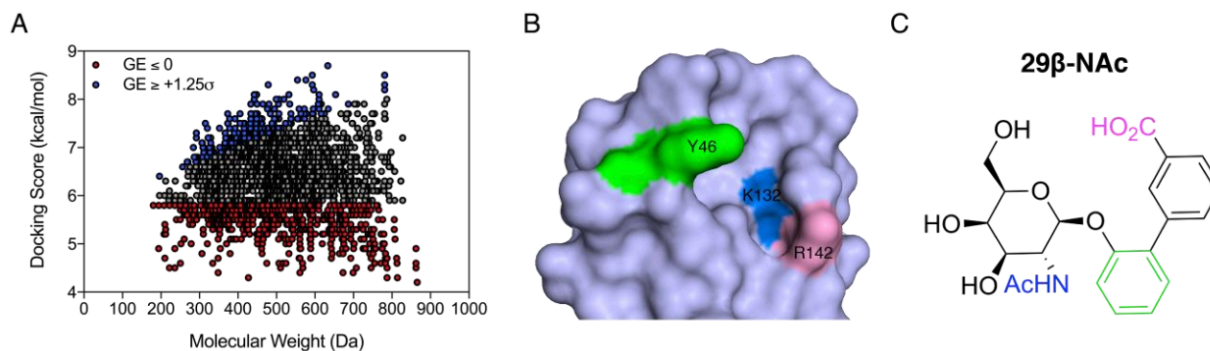 A
GE ≤ 0
GE ≥ +1.25σ
Docking Score (kcal/mol)
9
8
7
6
5
4
0 100 200 300 400 500 600 700 800 900 1000
Molecular Weight (Da)
B
Y46
K132
R142
C
29β-NAc
HO₂C
OH
O
HO
O
HO
AcHN